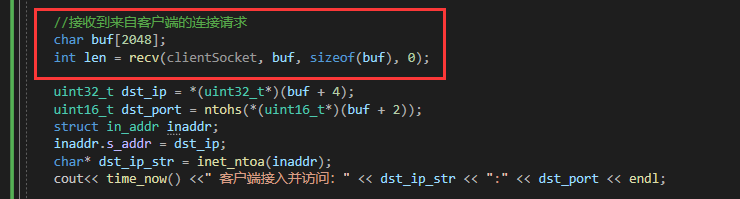 //接收到来自客户端的连接请求
char buf[2048];
int len = recv(clientSocket, buf, sizeof(buf), 0);
uint32_t dst_ip = *(uint32_t*)(buf + 4);
uint16_t dst_port = ntohs(*(uint16_t*)(buf + 2));
struct in_addr inaddr;
inaddr.s_addr = dst_ip;
char* dst_ip_str = inet_ntoa(inaddr);
cout<< time_now() <<" 客户端接入并访问：" << dst_ip_str << ":" << dst_port << endl;